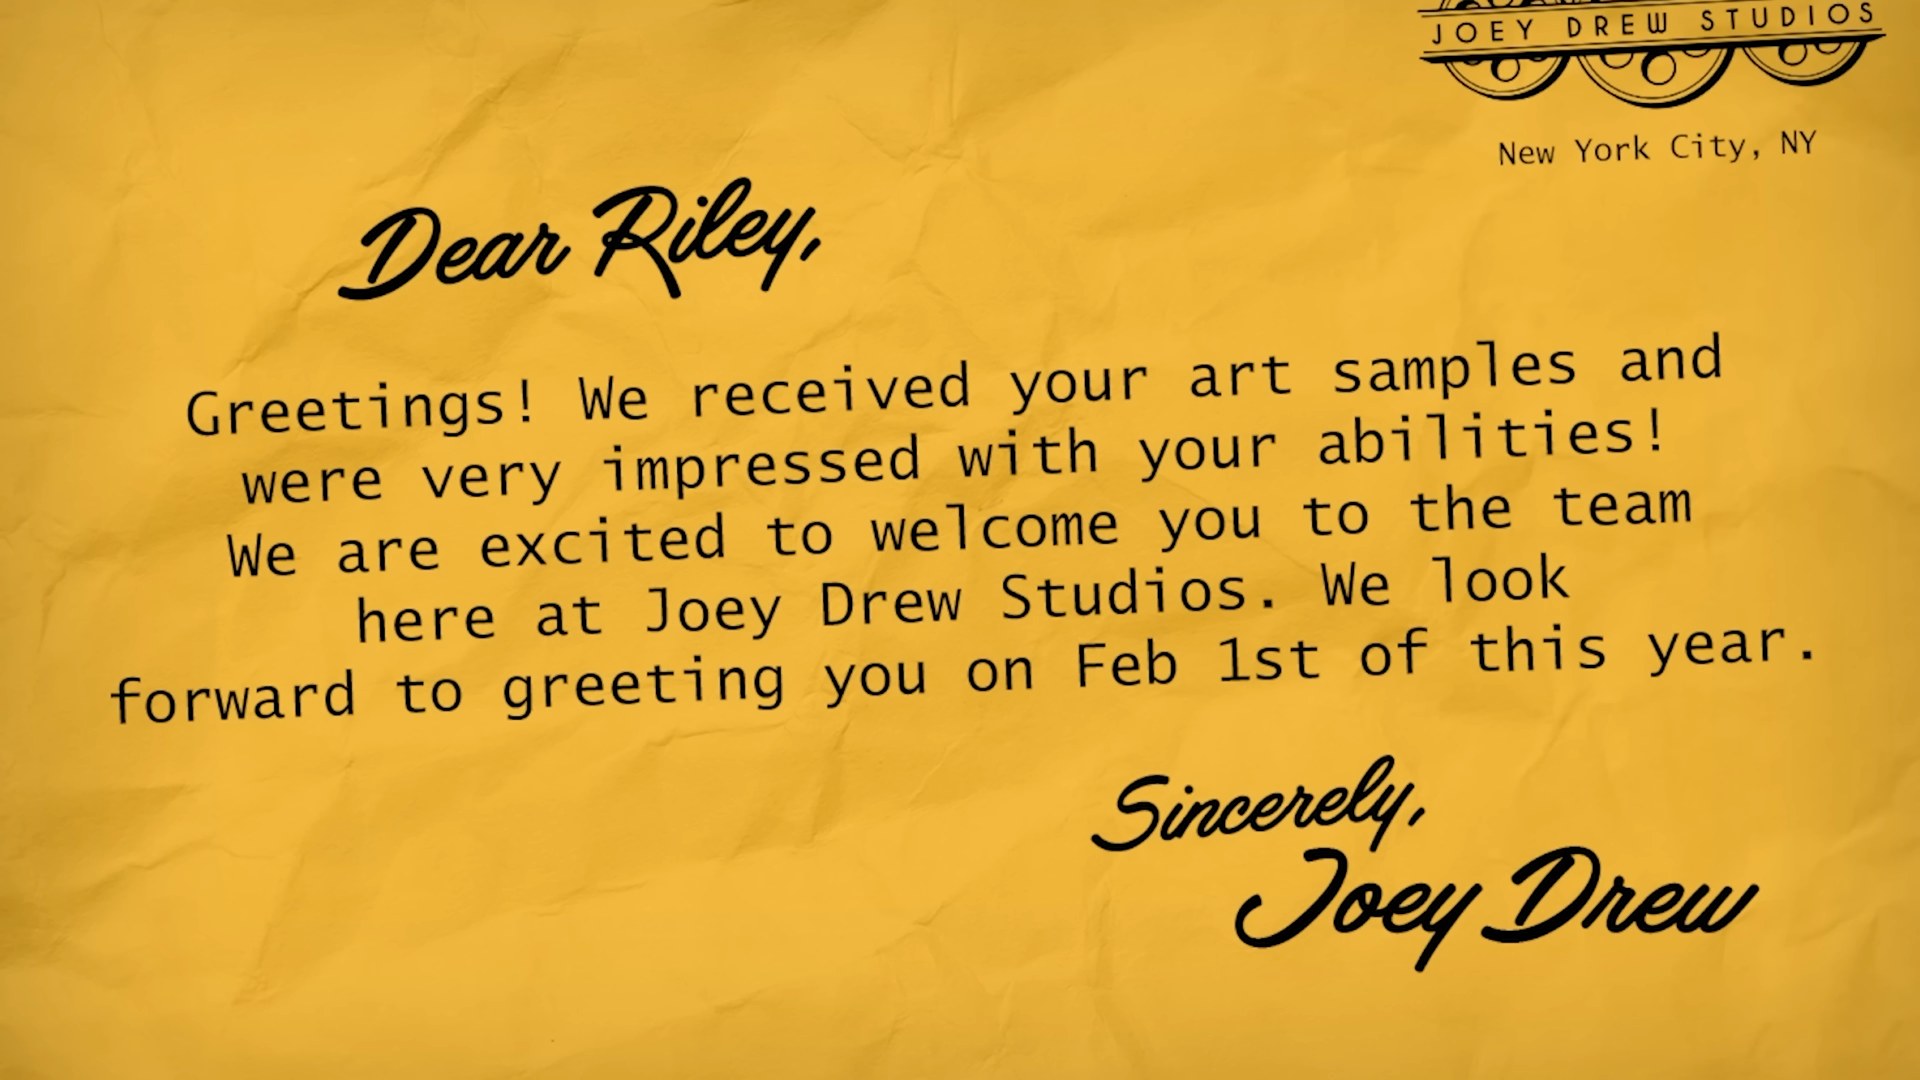 JOEY DREW STUDIOS
New York City, NY
Dear Riley,
Greetings! We received your art samples and
were very impressed with your abilities!
We are excited to welcome you to the team
here at Joey Drew Studios. We look
forward to greeting you on Feb 1st of this year.
Sincerely,
Joey Drew